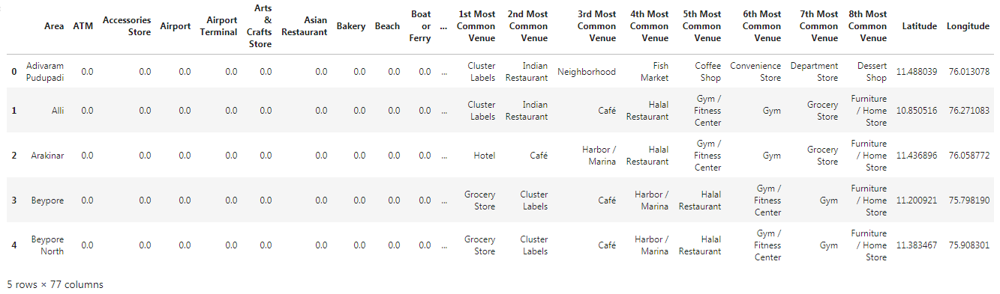 Area ATM Accessories Store Airport Airport Terminal Arts & Crafts Store Asian Restaurant Bakery Beach Boat or Ferry ... 1st Most Common Venue 2nd Most Common Venue 3rd Most Common Venue 4th Most Common Venue 5th Most Common Venue 6th Most Common Venue 7th Most Common Venue 8th Most Common Venue Latitude Longitude
0 Adivaram Pudupadi 0.0 0.0 0.0 0.0 0.0 0.0 0.0 0.0 0.0 ... Cluster Labels Indian Restaurant Neighborhood Fish Market Coffee Shop Convenience Store Department Store Dessert Shop 11.488039 76.013078
1 Alli 0.0 0.0 0.0 0.0 0.0 0.0 0.0 0.0 0.0 ... Cluster Labels Indian Restaurant Café Halal Restaurant Gym / Fitness Center Gym Grocery Store Furniture / Home Store 10.850516 76.271083
2 Arakinar 0.0 0.0 0.0 0.0 0.0 0.0 0.0 0.0 0.0 ... Hotel Café Harbor / Marina Halal Restaurant Gym / Fitness Center Gym Grocery Store Furniture / Home Store 11.436896 76.058772
3 Beypore 0.0 0.0 0.0 0.0 0.0 0.0 0.0 0.0 0.0 ... Grocery Store Cluster Labels Café Harbor / Marina Halal Restaurant Gym / Fitness Center Gym Furniture / Home Store 11.200921 75.798190
4 Beypore North 0.0 0.0 0.0 0.0 0.0 0.0 0.0 0.0 0.0 ... Grocery Store Cluster Labels Café Harbor / Marina Halal Restaurant Gym / Fitness Center Gym Furniture / Home Store 11.383467 75.908301
5 rows × 77 columns